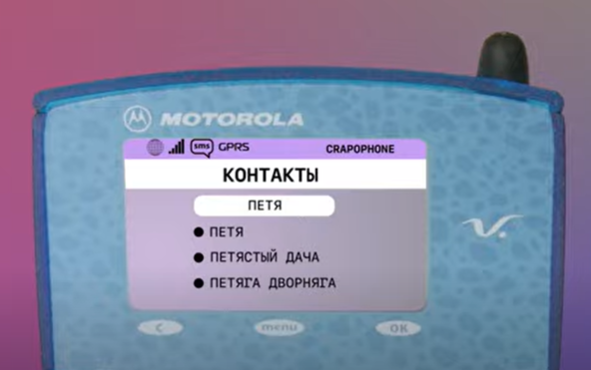 MOTOROLA
sms GPRS CRAPOPHONE
КОНТАКТЫ
ПЕТЯ
ПЕТЯ
ПЕТЯСТЫЙ ДАЧА
ПЕТЯГА ДВОРНЯГА
C menu OK